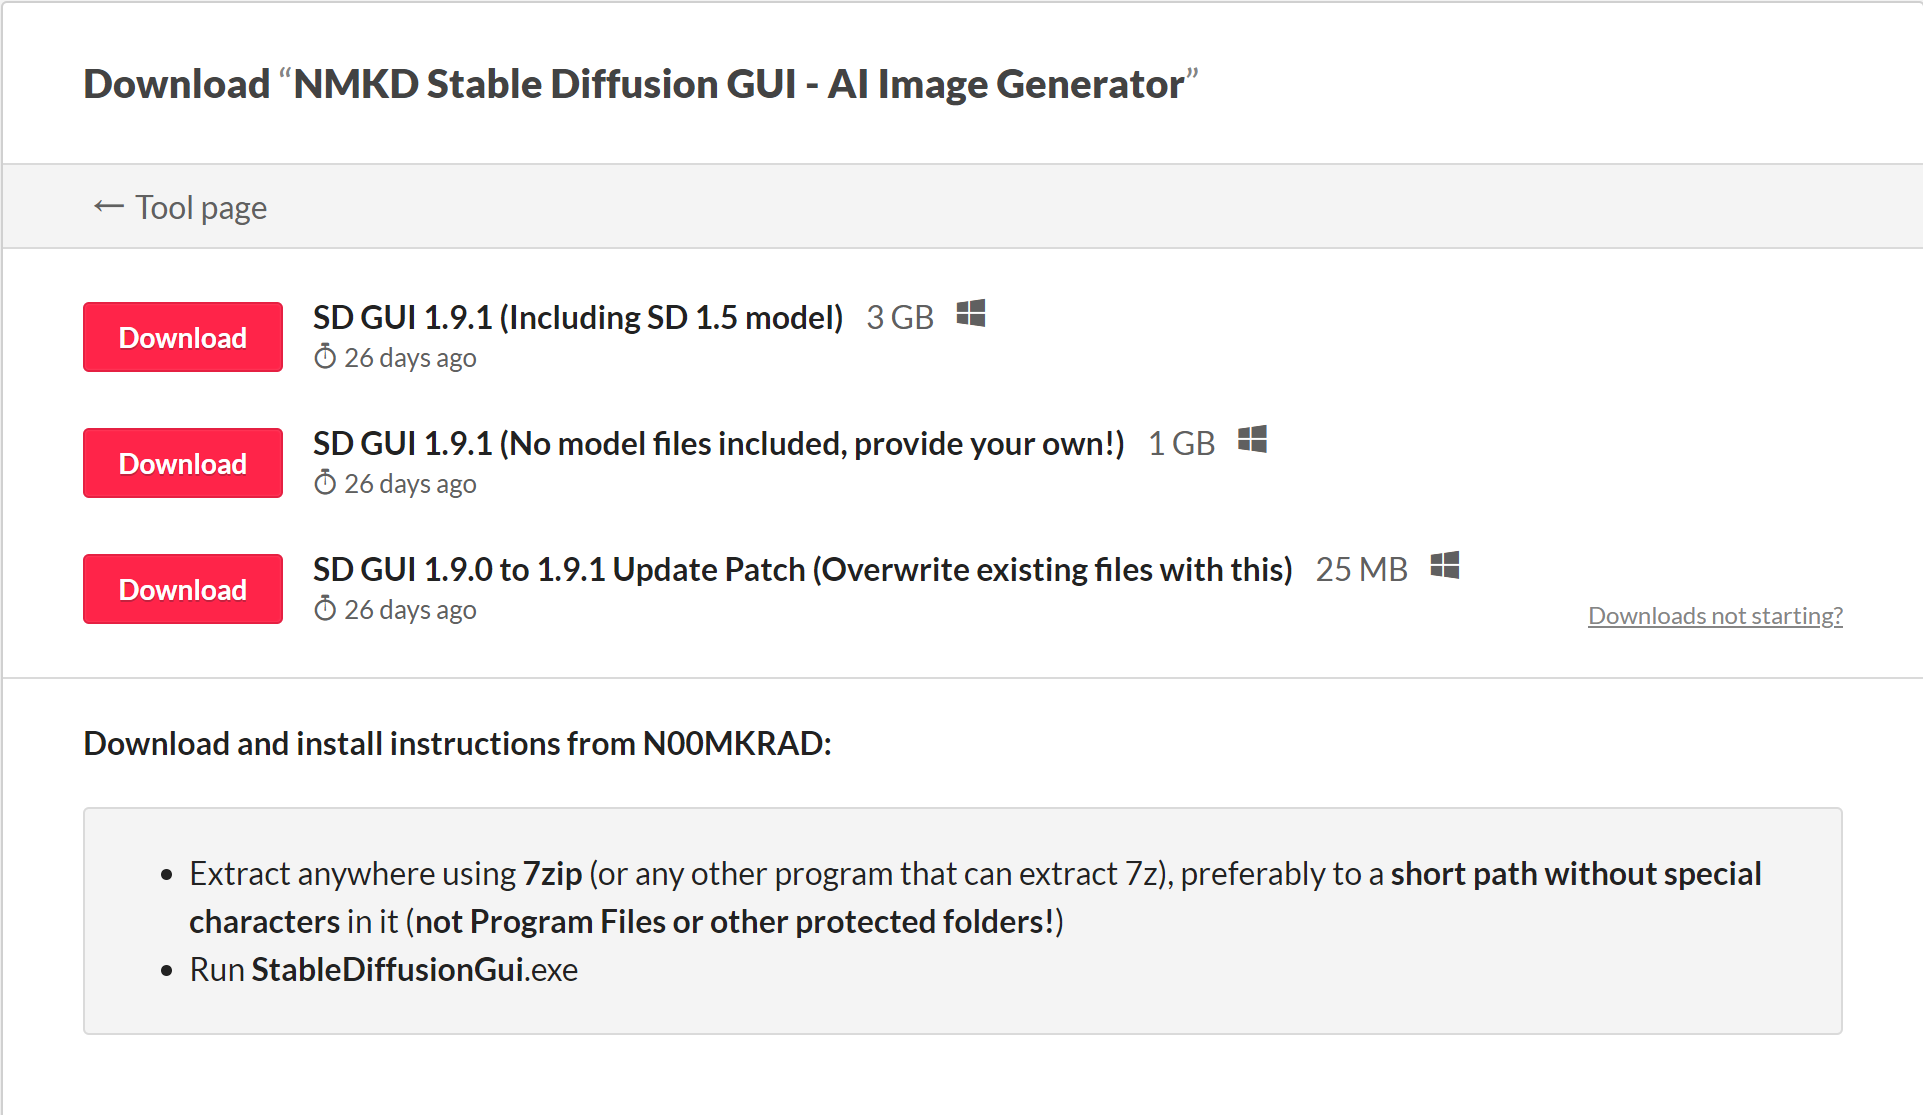 Download “NMKD Stable Diffusion GUI - AI Image Generator”
← Tool page
Download
SD GUI 1.9.1 (Including SD 1.5 model) 3 GB
26 days ago
Download
SD GUI 1.9.1 (No model files included, provide your own!) 1 GB
26 days ago
Download
SD GUI 1.9.0 to 1.9.1 Update Patch (Overwrite existing files with this) 25 MB
26 days ago
Downloads not starting?
Download and install instructions from N00MKRAD:
• Extract anywhere using 7zip (or any other program that can extract 7z), preferably to a short path without special
characters in it (not Program Files or other protected folders!)
• Run StableDiffusionGui.exe